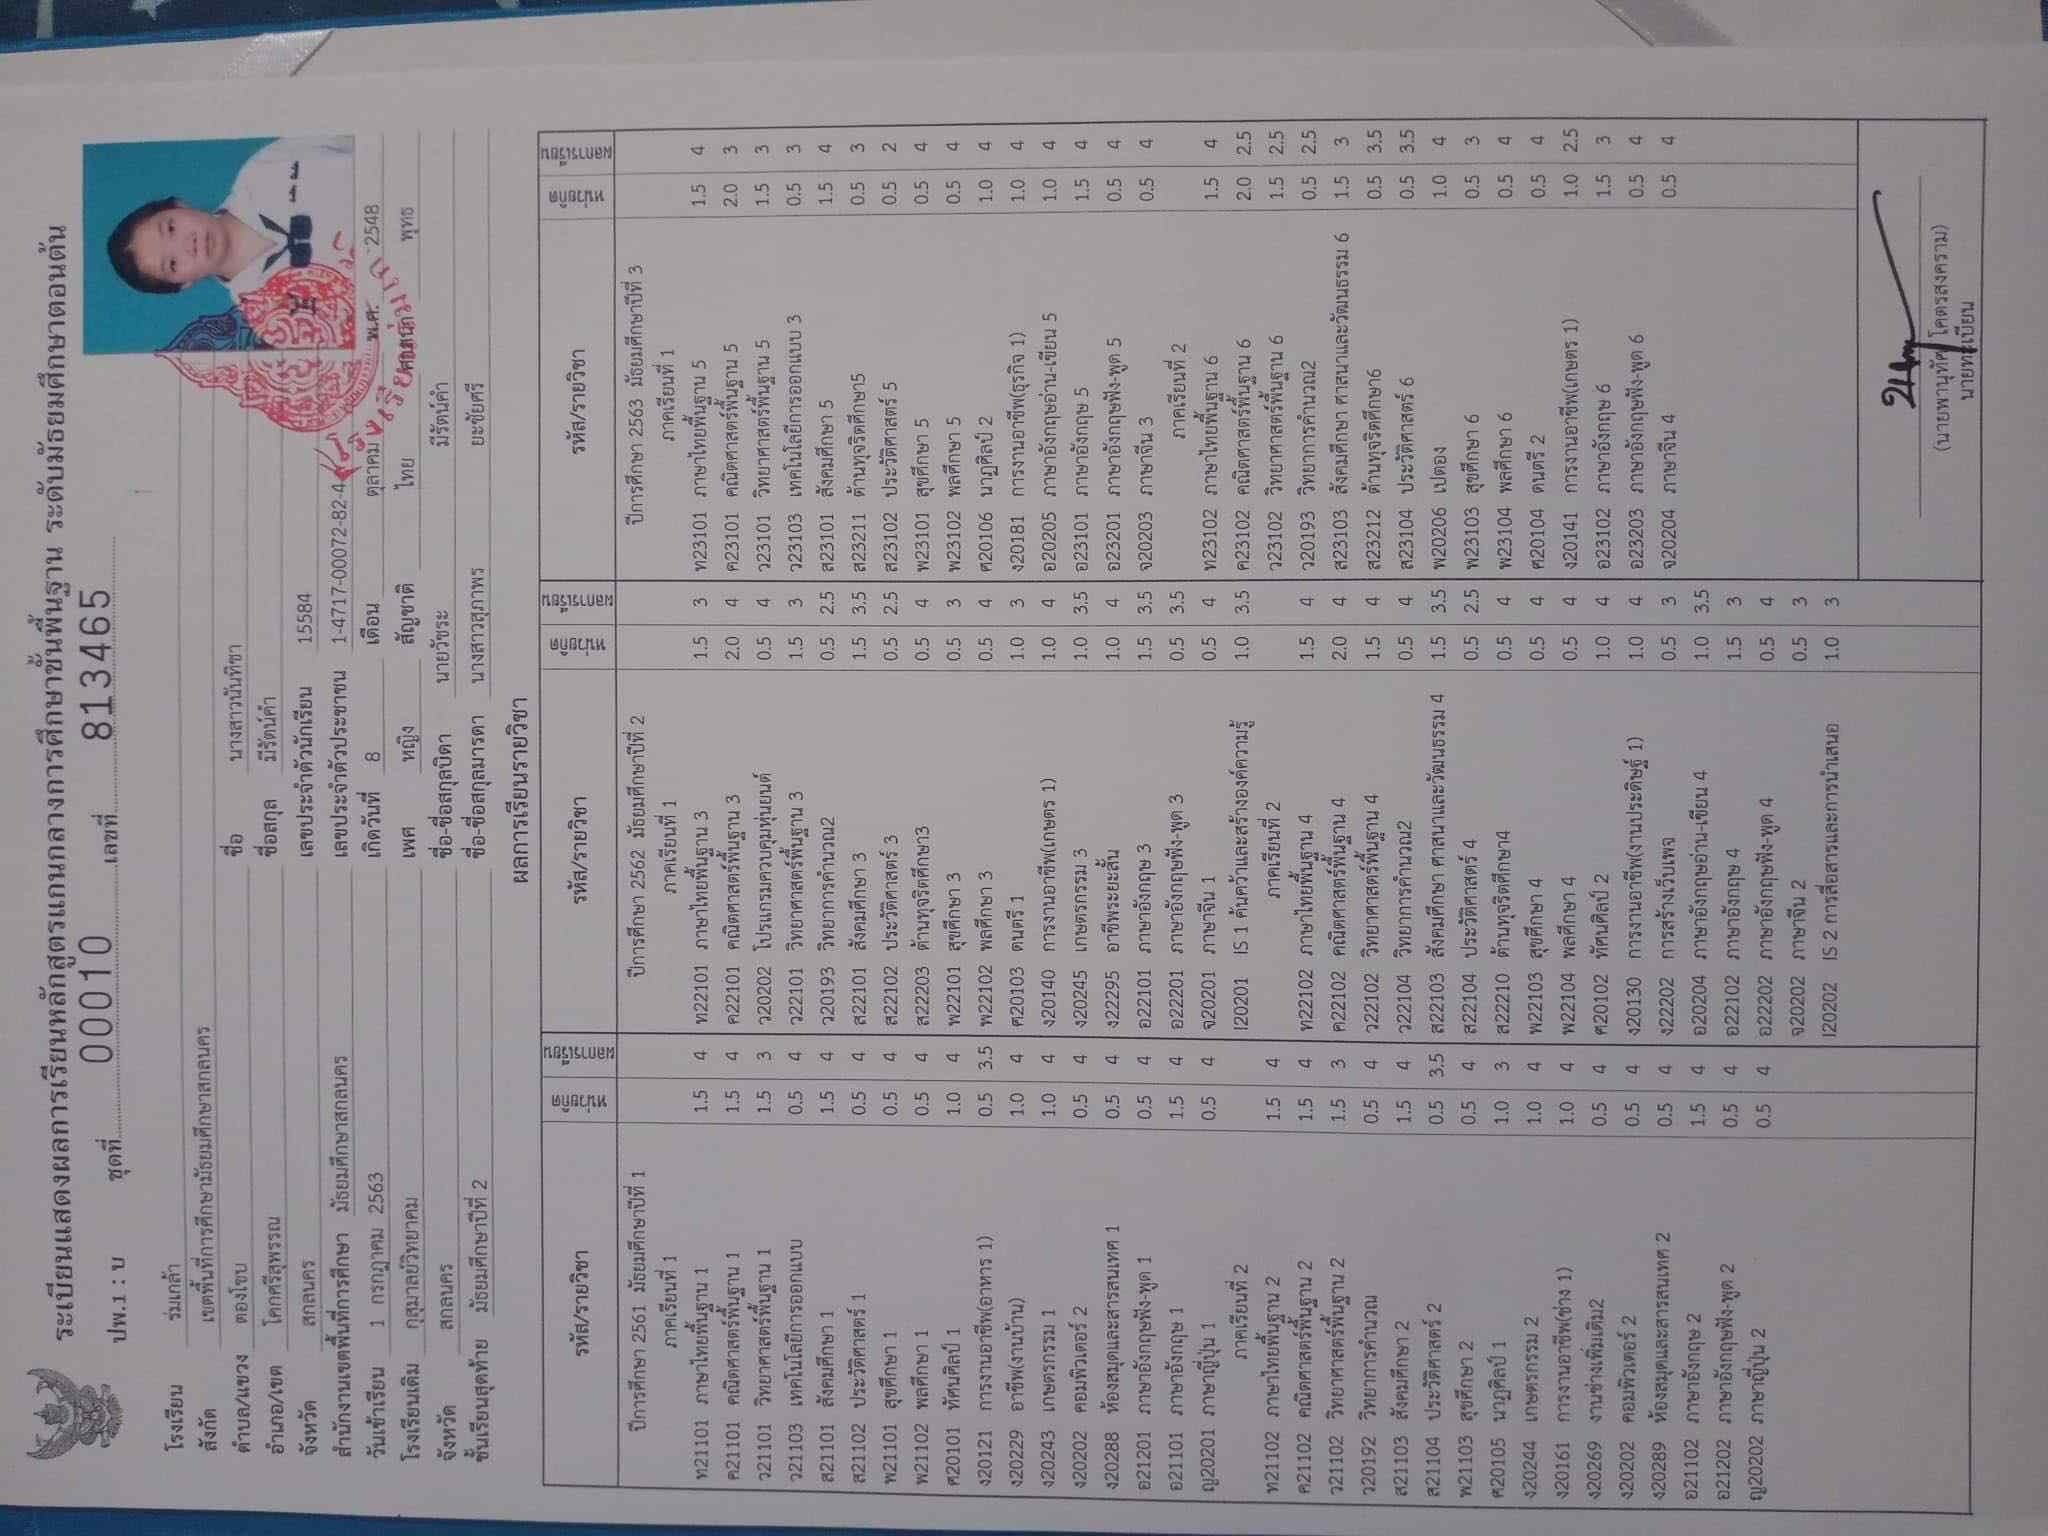 ระเบียนแสดงผลการเรียนหลักสูตรแกนกลางการศึกษาขั้นพื้นฐาน ระดับมัธยมศึกษาตอนต้น
ปพ.1 : บ ชุดที่ 00010 เลขที่ 813465
โรงเรียน ร่มเกล้า
สังกัด เขตพื้นที่การศึกษามัธยมศึกษาสกลนคร
ตำบล/แขวง ตองโขบ
อำเภอ/เขต โคกศรีสุพรรณ
จังหวัด สกลนคร
สำนักงานเขตพื้นที่การศึกษา มัธยมศึกษาสกลนคร
วันเข้าเรียน 1 กรกฎาคม 2563
โรงเรียนเดิม กุสุมาลย์วิทยาคม
จังหวัด สกลนคร
ชั้นเรียนสุดท้าย มัธยมศึกษาปีที่ 2
ชื่อ นางสาวนันทิชา
ชื่อสกุล มีรัตน์คำ
เลขประจำตัวนักเรียน 15584
เลขประจำตัวประชาชน 1-4717-00072-82-4
เกิดวันที่ 8 เดือน ตุลาคม พ.ศ. 2548
เพศ หญิง สัญชาติ ไทย ศาสนา พุทธ
ชื่อ-ชื่อสกุลบิดา นายวัชระ มีรัตน์คำ
ชื่อ-ชื่อสกุลมารดา นางสาวสุภาพร ยะชัยศรี
ผลการเรียนรายวิชา
รหัส/รายวิชา หน่วยกิต ผลการเรียน
ปีการศึกษา 2561 มัธยมศึกษาปีที่ 1
ภาคเรียนที่ 1
ท21101 ภาษาไทยพื้นฐาน 1 1.5 4
ค21101 คณิตศาสตร์พื้นฐาน 1 1.5 4
ว21101 วิทยาศาสตร์พื้นฐาน 1 1.5 3
ว21103 เทคโนโลยีการออกแบบ 0.5 4
ส21101 สังคมศึกษา 1 1.5 4
ส21102 ประวัติศาสตร์ 1 0.5 4
พ21101 สุขศึกษา 1 0.5 4
พ21102 พลศึกษา 1 0.5 4
ศ20101 ทัศนศิลป์ 1 1.0 4
ง20121 การงานอาชีพ(อาหาร 1) 0.5 3.5
ง20229 อาชีพ(งานบ้าน) 1.0 4
ง20243 เกษตรกรรม 1 1.0 4
ง20202 คอมพิวเตอร์ 2 0.5 4
ง20288 ห้องสมุดและสารสนเทศ 1 0.5 4
อ21201 ภาษาอังกฤษฟัง-พูด 1 0.5 4
อ21101 ภาษาอังกฤษ 1 1.5 4
ญ20201 ภาษาญี่ปุ่น 1 0.5 4
ภาคเรียนที่ 2
ท21102 ภาษาไทยพื้นฐาน 2 1.5 4
ค21102 คณิตศาสตร์พื้นฐาน 2 1.5 4
ว21102 วิทยาศาสตร์พื้นฐาน 2 1.5 3
ว20192 วิทยาการคำนวณ 0.5 4
ส21103 สังคมศึกษา 2 1.5 4
ส21104 ประวัติศาสตร์ 2 0.5 3.5
พ21103 สุขศึกษา 2 0.5 4
ศ20105 นาฏศิลป์ 1 1.0 3
ง20244 เกษตรกรรม 2 1.0 4
ง20161 การงานอาชีพ(ช่าง 1) 1.0 4
ง20269 งานช่างเพิ่มเติม2 0.5 4
ง20202 คอมพิวเตอร์ 2 0.5 4
ง20289 ห้องสมุดและสารสนเทศ 2 0.5 4
อ21102 ภาษาอังกฤษ 2 1.5 4
อ21202 ภาษาอังกฤษฟัง-พูด 2 0.5 4
ญ20202 ภาษาญี่ปุ่น 2 0.5 4
รหัส/รายวิชา หน่วยกิต ผลการเรียน
ปีการศึกษา 2562 มัธยมศึกษาปีที่ 2
ภาคเรียนที่ 1
ท22101 ภาษาไทยพื้นฐาน 3 1.5 3
ค22101 คณิตศาสตร์พื้นฐาน 3 2.0 4
ว20202 โปรแกรมควบคุมหุ่นยนต์ 0.5 4
ว22101 วิทยาศาสตร์พื้นฐาน 3 1.5 3
ว20193 วิทยาการคำนวณ2 0.5 2.5
ส22101 สังคมศึกษา 3 1.5 3.5
ส22102 ประวัติศาสตร์ 3 0.5 2.5
ส22203 ต้านทุจริตศึกษา3 0.5 4
พ22101 สุขศึกษา 3 0.5 3
พ22102 พลศึกษา 3 0.5 4
ศ20103 ดนตรี 1 1.0 3
ง20140 การงานอาชีพ(เกษตร 1) 1.0 4
ง20245 เกษตรกรรม 3 1.0 3.5
ง22295 อาชีพระยะสั้น 1.0 4
อ22101 ภาษาอังกฤษ 3 1.5 3.5
อ22201 ภาษาอังกฤษฟัง-พูด 3 0.5 3.5
จ20201 ภาษาจีน 1 0.5 4
I20201 IS 1 ค้นคว้าและสร้างองค์ความรู้ 1.0 3.5
ภาคเรียนที่ 2
ท22102 ภาษาไทยพื้นฐาน 4 1.5 4
ค22102 คณิตศาสตร์พื้นฐาน 4 2.0 4
ว22102 วิทยาศาสตร์พื้นฐาน 4 1.5 4
ว22104 วิทยาการคำนวณ2 0.5 4
ส22103 สังคมศึกษา ศาสนาและวัฒนธรรม 4 1.5 3.5
ส22104 ประวัติศาสตร์ 4 0.5 2.5
ส22210 ต้านทุจริตศึกษา4 0.5 4
พ22103 สุขศึกษา 4 0.5 4
พ22104 พลศึกษา 4 0.5 4
ศ20102 ทัศนศิลป์ 2 1.0 4
ง20130 การงานอาชีพ(งานประดิษฐ์ 1) 1.0 4
ง22202 การสร้างเว็บเพจ 0.5 3
อ20204 ภาษาอังกฤษอ่าน-เขียน 4 1.0 3.5
อ22102 ภาษาอังกฤษ 4 1.5 3
อ22202 ภาษาอังกฤษฟัง-พูด 4 0.5 4
จ20202 ภาษาจีน 2 0.5 3
I20202 IS 2 การสื่อสารและการนำเสนอ 1.0 3
รหัส/รายวิชา หน่วยกิต ผลการเรียน
ปีการศึกษา 2563 มัธยมศึกษาปีที่ 3
ภาคเรียนที่ 1
ท23101 ภาษาไทยพื้นฐาน 5 1.5 4
ค23101 คณิตศาสตร์พื้นฐาน 5 2.0 3
ว23101 วิทยาศาสตร์พื้นฐาน 5 1.5 3
ว23103 เทคโนโลยีการออกแบบ 3 0.5 3
ส23101 สังคมศึกษา 5 1.5 4
ส23211 ต้านทุจริตศึกษา5 0.5 3
ส23102 ประวัติศาสตร์ 5 0.5 2
พ23101 สุขศึกษา 5 0.5 4
พ23102 พลศึกษา 5 0.5 4
ศ20106 นาฏศิลป์ 2 1.0 4
ง20181 การงานอาชีพ(ธุรกิจ 1) 1.0 4
อ20205 ภาษาอังกฤษอ่าน-เขียน 5 1.0 4
อ23101 ภาษาอังกฤษ 5 1.5 4
อ23201 ภาษาอังกฤษฟัง-พูด 5 0.5 4
จ20203 ภาษาจีน 3 0.5 4
ภาคเรียนที่ 2
ท23102 ภาษาไทยพื้นฐาน 6 1.5 4
ค23102 คณิตศาสตร์พื้นฐาน 6 2.0 2.5
ว23102 วิทยาศาสตร์พื้นฐาน 6 1.5 2.5
ว20193 วิทยาการคำนวณ2 0.5 2.5
ส23103 สังคมศึกษา ศาสนาและวัฒนธรรม 6 1.5 3
ส23212 ต้านทุจริตศึกษา6 0.5 3.5
ส23104 ประวัติศาสตร์ 6 0.5 3.5
พ20206 เปตอง 1.0 4
พ23103 สุขศึกษา 6 0.5 3
พ23104 พลศึกษา 6 0.5 4
ศ20104 ดนตรี 2 0.5 4
ง20141 การงานอาชีพ(เกษตร 1) 1.0 2.5
อ23102 ภาษาอังกฤษ 6 1.5 3
อ23203 ภาษาอังกฤษฟัง-พูด 6 0.5 4
จ20204 ภาษาจีน 4 0.5 4
(นายพานุทัศ โคตรสงคราม)
นายทะเบียน
โรงเรียนร่มเกล้า